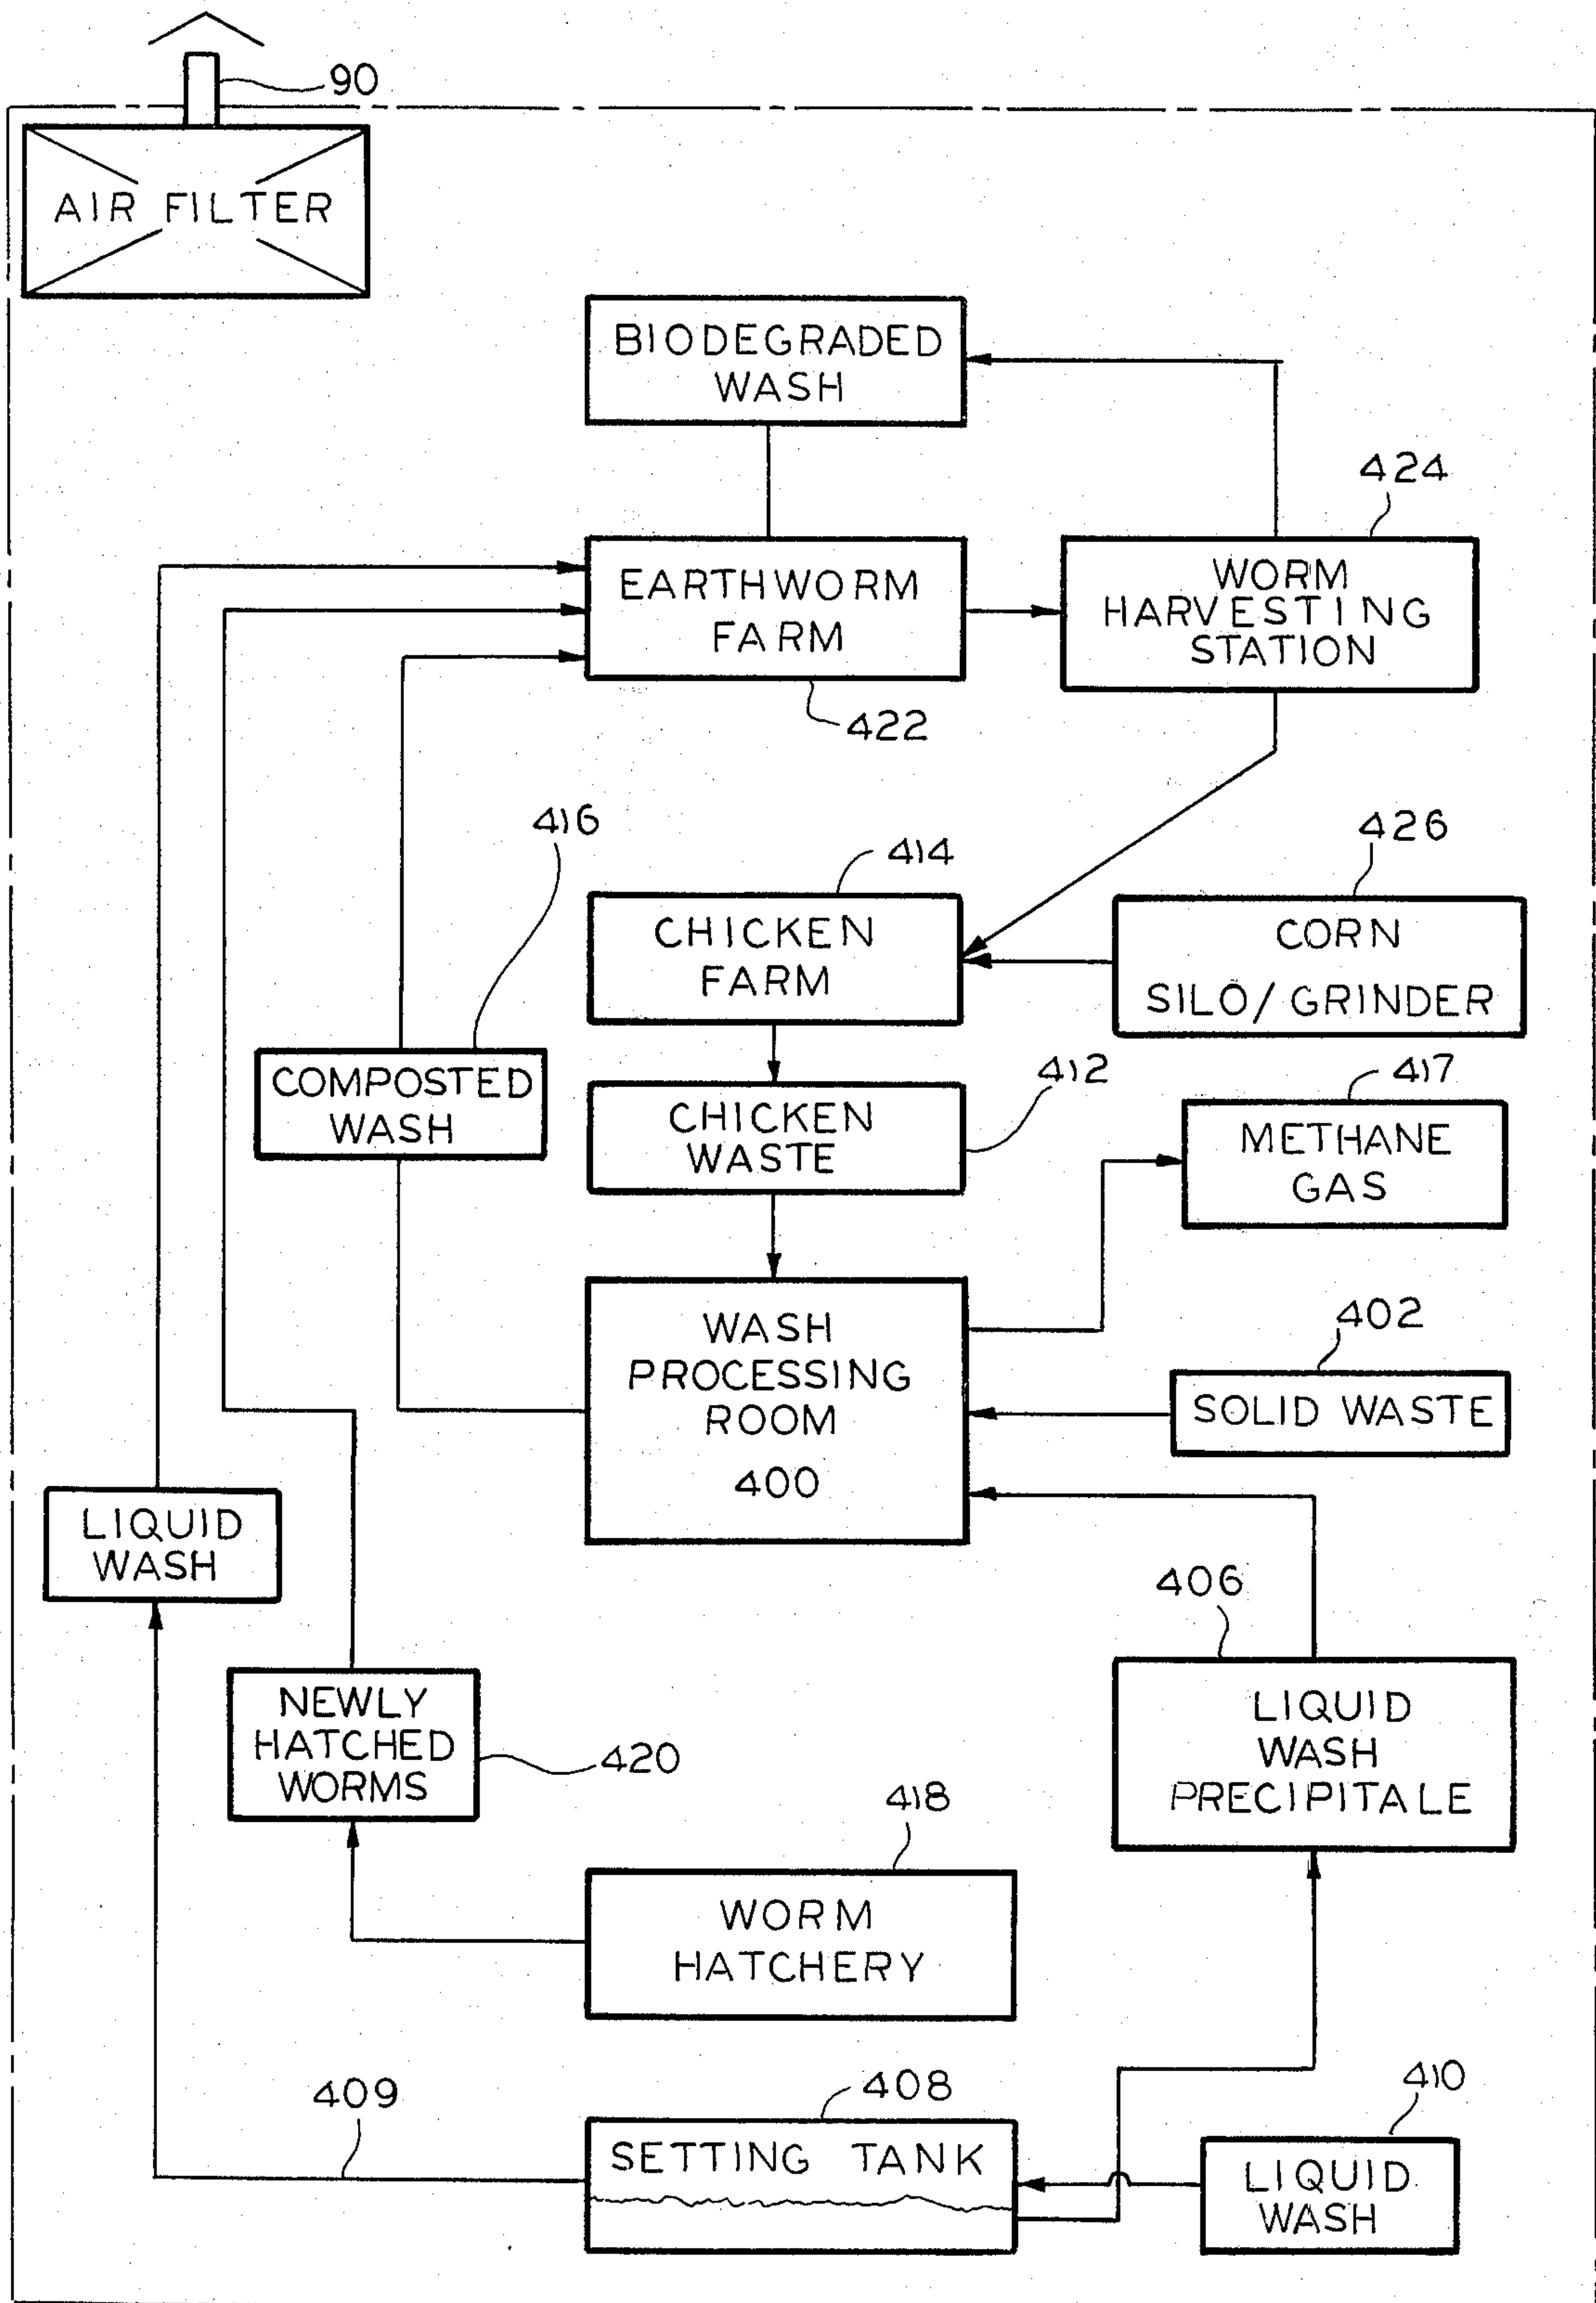 90
AIR FILTER
BIODEGRADED
WASH
424
EARTHWORM
FARM
WORM
HARVESTING
STATION
422
416
414
426
CHICKEN
FARM
CORN
SILO/GRINDER
COMPOSTED
WASH
412
417
CHICKEN
WASTE
METHANE
GAS
WASH
PROCESSING
ROOM
400
402
SOLID WASTE
LIQUID
WASH
406
NEWLY
HATCHED
WORMS
420
LIQUID
WASH
PRECIPITALE
418
WORM
HATCHERY
409
408
410
SETTING TANK
LIQUID
WASH